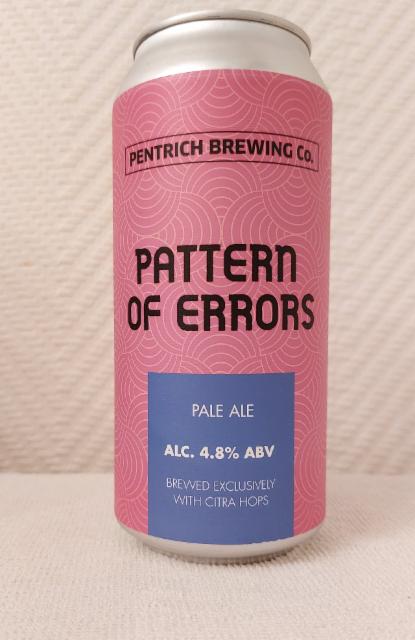 PENTRICH BREWING Co.
PATTERN
OF ERRORS
PALE ALE
ALC. 4.8% ABV
BREWED EXCLUSIVELY
WITH CITRA HOPS